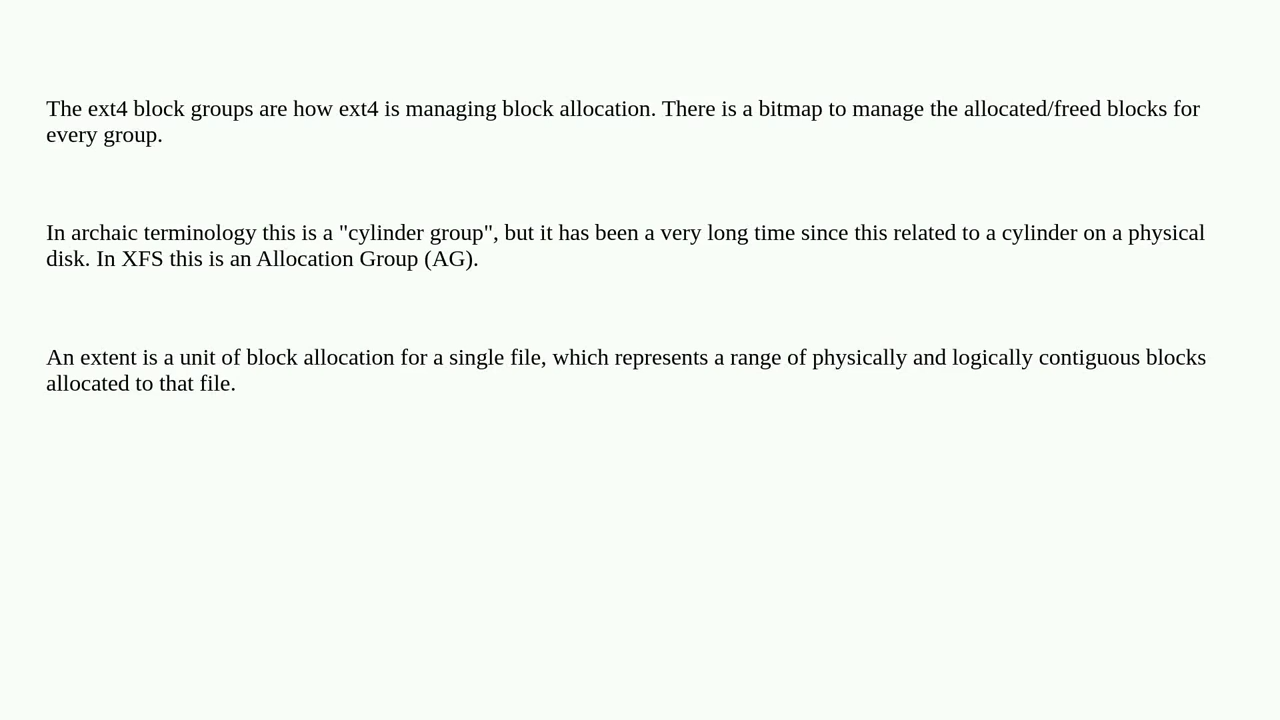 The ext4 block groups are how ext4 is managing block allocation. There is a bitmap to manage the allocated/freed blocks for
every group.
In archaic terminology this is a "cylinder group", but it has been a very long time since this related to a cylinder on a physical
disk. In XFS this is an Allocation Group (AG).
An extent is a unit of block allocation for a single file, which represents a range of physically and logically contiguous blocks
allocated to that file.